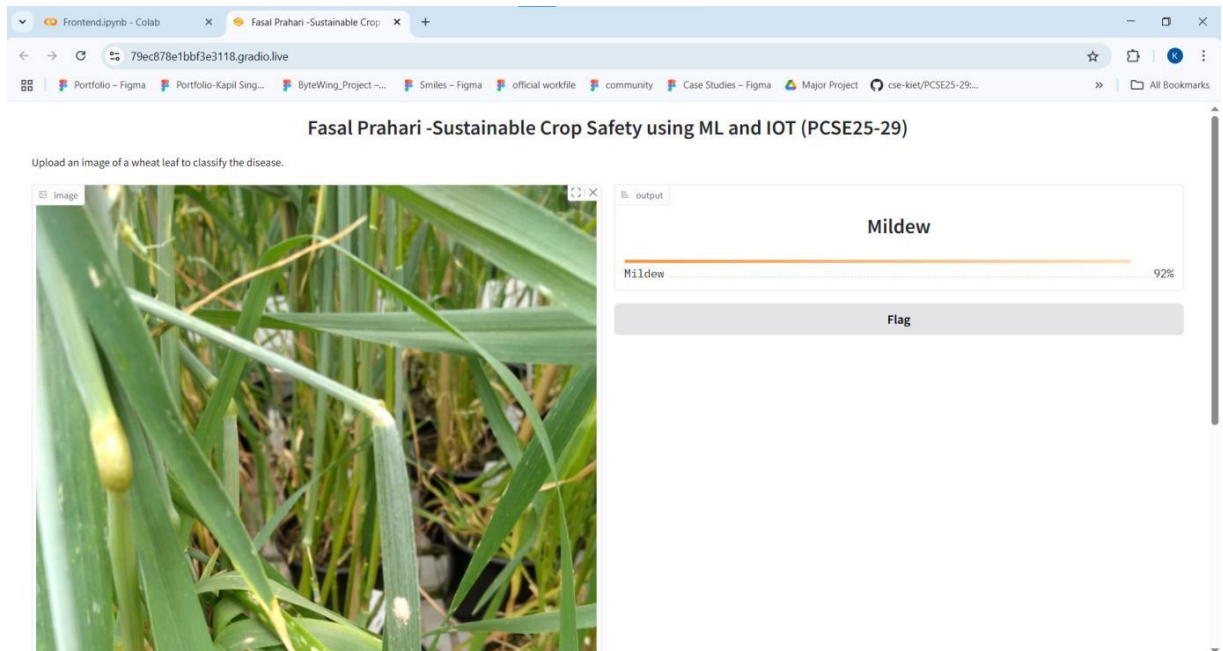 Frontend.ipynb - Colab
Fasal Prahari -Sustainable Crop
79ec878e1bbf3e3118.gradio.live
K
Portfolio – Figma
Portfolio-Kapil Sing...
ByteWing_Project –...
Smiles – Figma
official workfile
community
Case Studies – Figma
Major Project
cse-kiet/PCSE25-29:...
»
All Bookmarks
Fasal Prahari -Sustainable Crop Safety using ML and IOT (PCSE25-29)
Upload an image of a wheat leaf to classify the disease.
image
output
Mildew
Mildew 92%
Flag